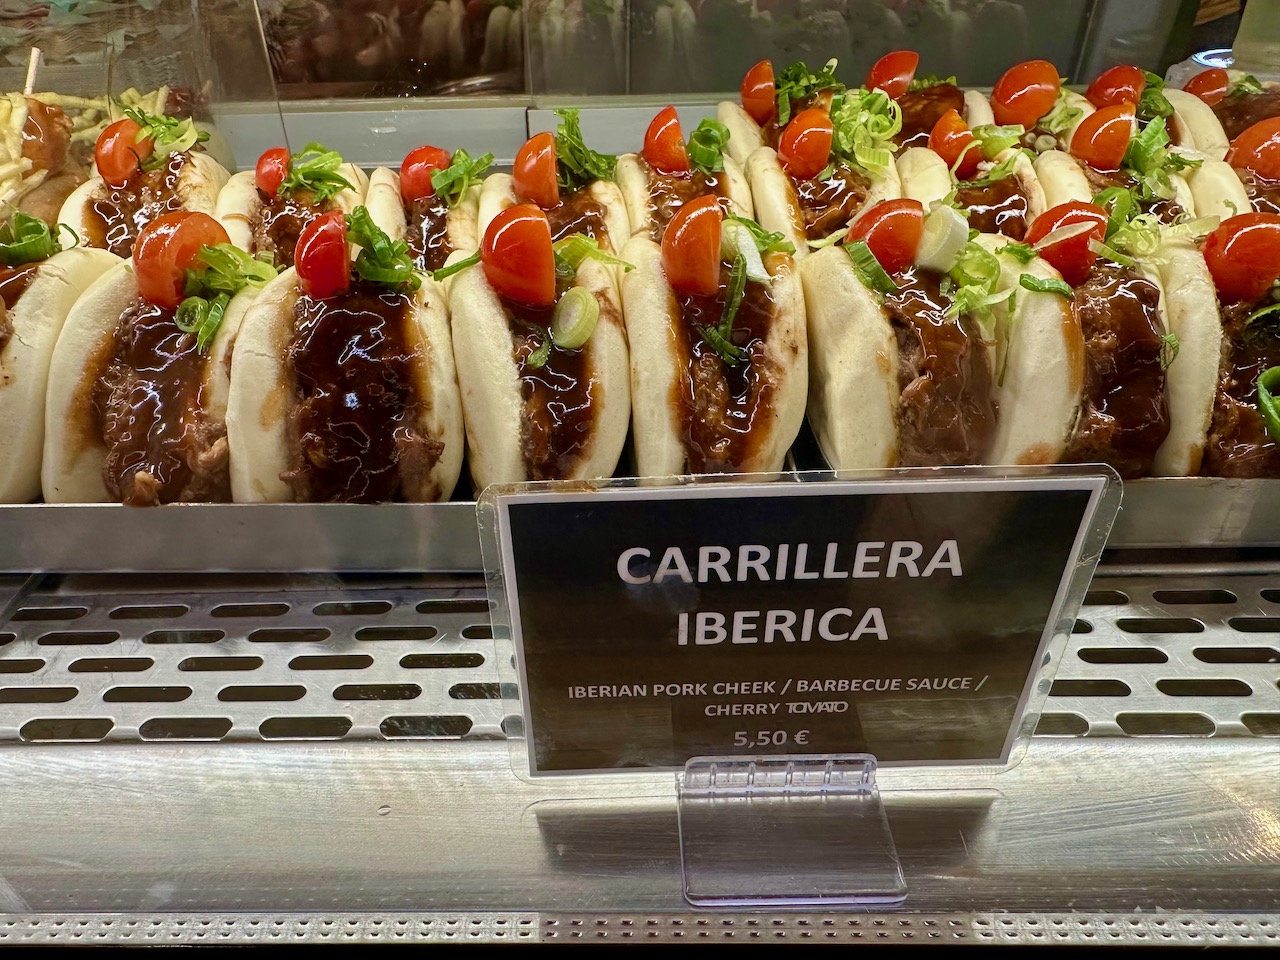 CARRILLERA
IBERICA
IBERIAN PORK CHEEK / BARBECUE SAUCE /
CHERRY TOMATO
5,50 €